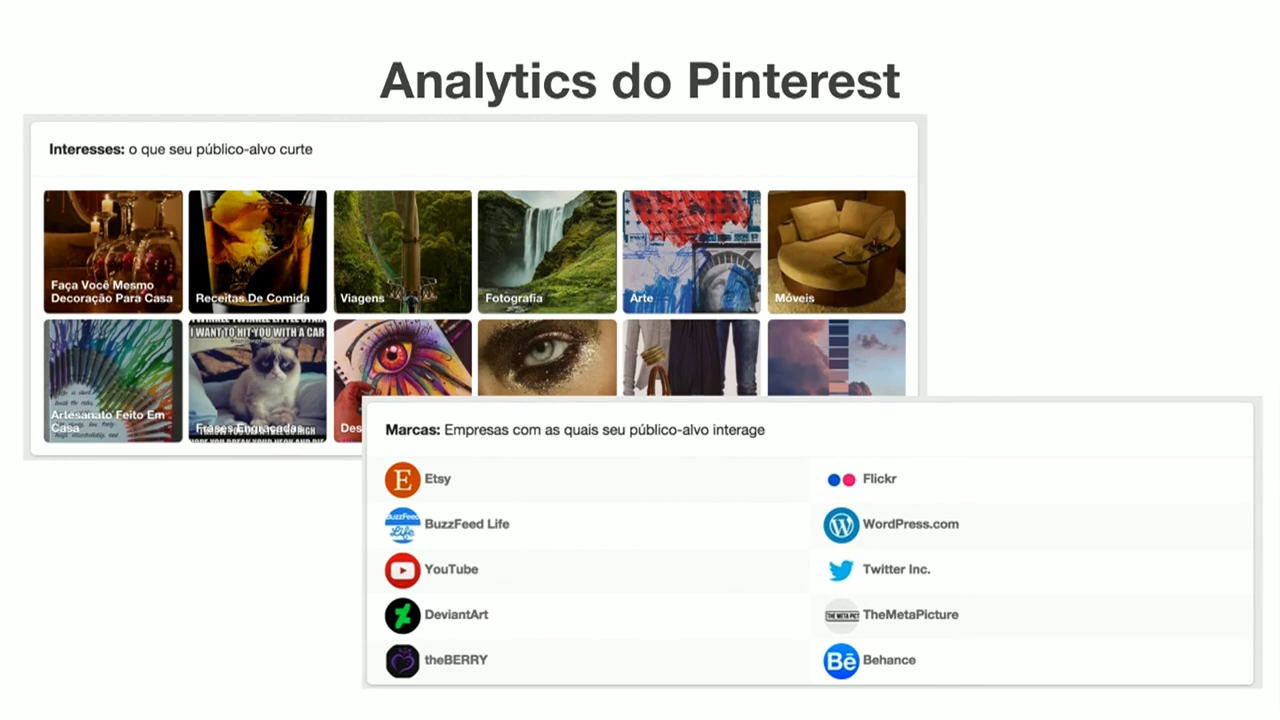 Analytics do Pinterest
Interesses: o que seu público-alvo curte
Faça Você Mesmo
Decoração Para Casa
Receitas De Comida
Viagens
Fotografia
Arte
Móveis
I WANT TO HIT YOU WITH A CAR
Artesanato Feito Em
Casa
Frases Engraçadas
Des
Marcas: Empresas com as quais seu público-alvo interage
Etsy
Flickr
BuzzFeed Life
WordPress.com
YouTube
Twitter Inc.
DeviantArt
TheMetaPicture
theBERRY
Behance